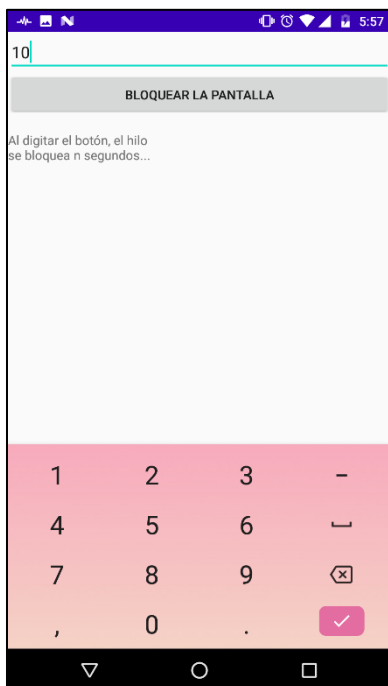 5:57
10
BLOQUEAR LA PANTALLA
Al digitar el botón, el hilo
se bloquea n segundos...
1 2 3 -
4 5 6
7 8 9
, 0 .